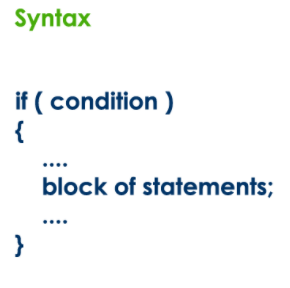 Syntax
if ( condition )
{
....
block of statements;
....
}